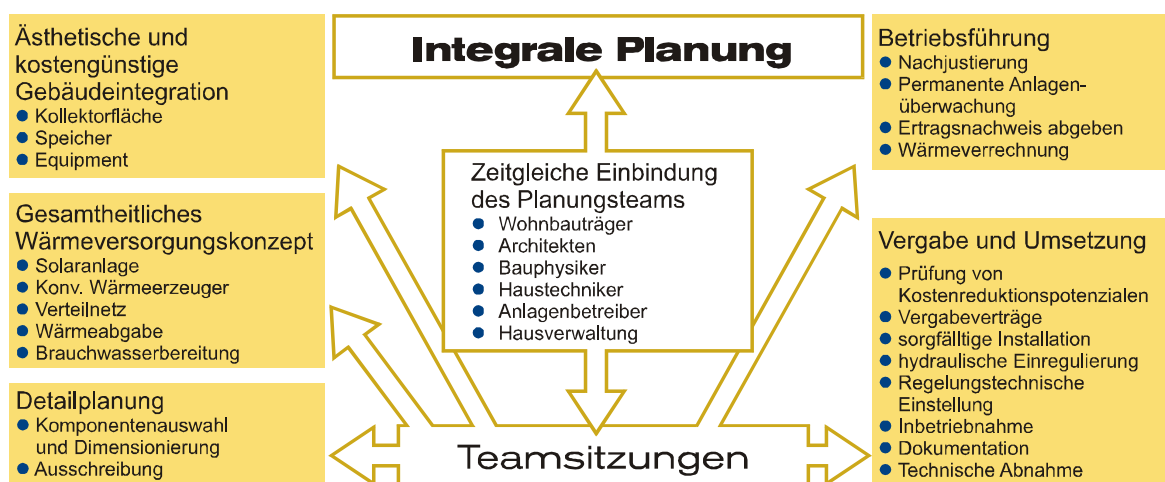 Integrale Planung
Ästhetische und
kostengünstige
Gebäudeintegration
Kollektorfläche
Speicher
Equipment
Gesamtheitliches
Wärmeversorgungskonzept
Solaranlage
Konv. Wärmeerzeuger
Verteilnetz
Wärmeabgabe
Brauchwasserbereitung
Detailplanung
Komponentenauswahl
und Dimensionierung
Ausschreibung
Zeitgleiche Einbindung
des Planungsteams
Wohnbauträger
Architekten
Bauphysiker
Haustechniker
Anlagenbetreiber
Hausverwaltung
Teamsitzungen
Betriebsführung
Nachjustierung
Permanente Anlagen-
überwachung
Ertragsnachweis abgeben
Wärmeverrechnung
Vergabe und Umsetzung
Prüfung von
Kostenreduktionspotenzialen
Vergabeverträge
sorgfältige Installation
hydraulische Einregulierung
Regelungstechnische
Einstellung
Inbetriebnahme
Dokumentation
Technische Abnahme